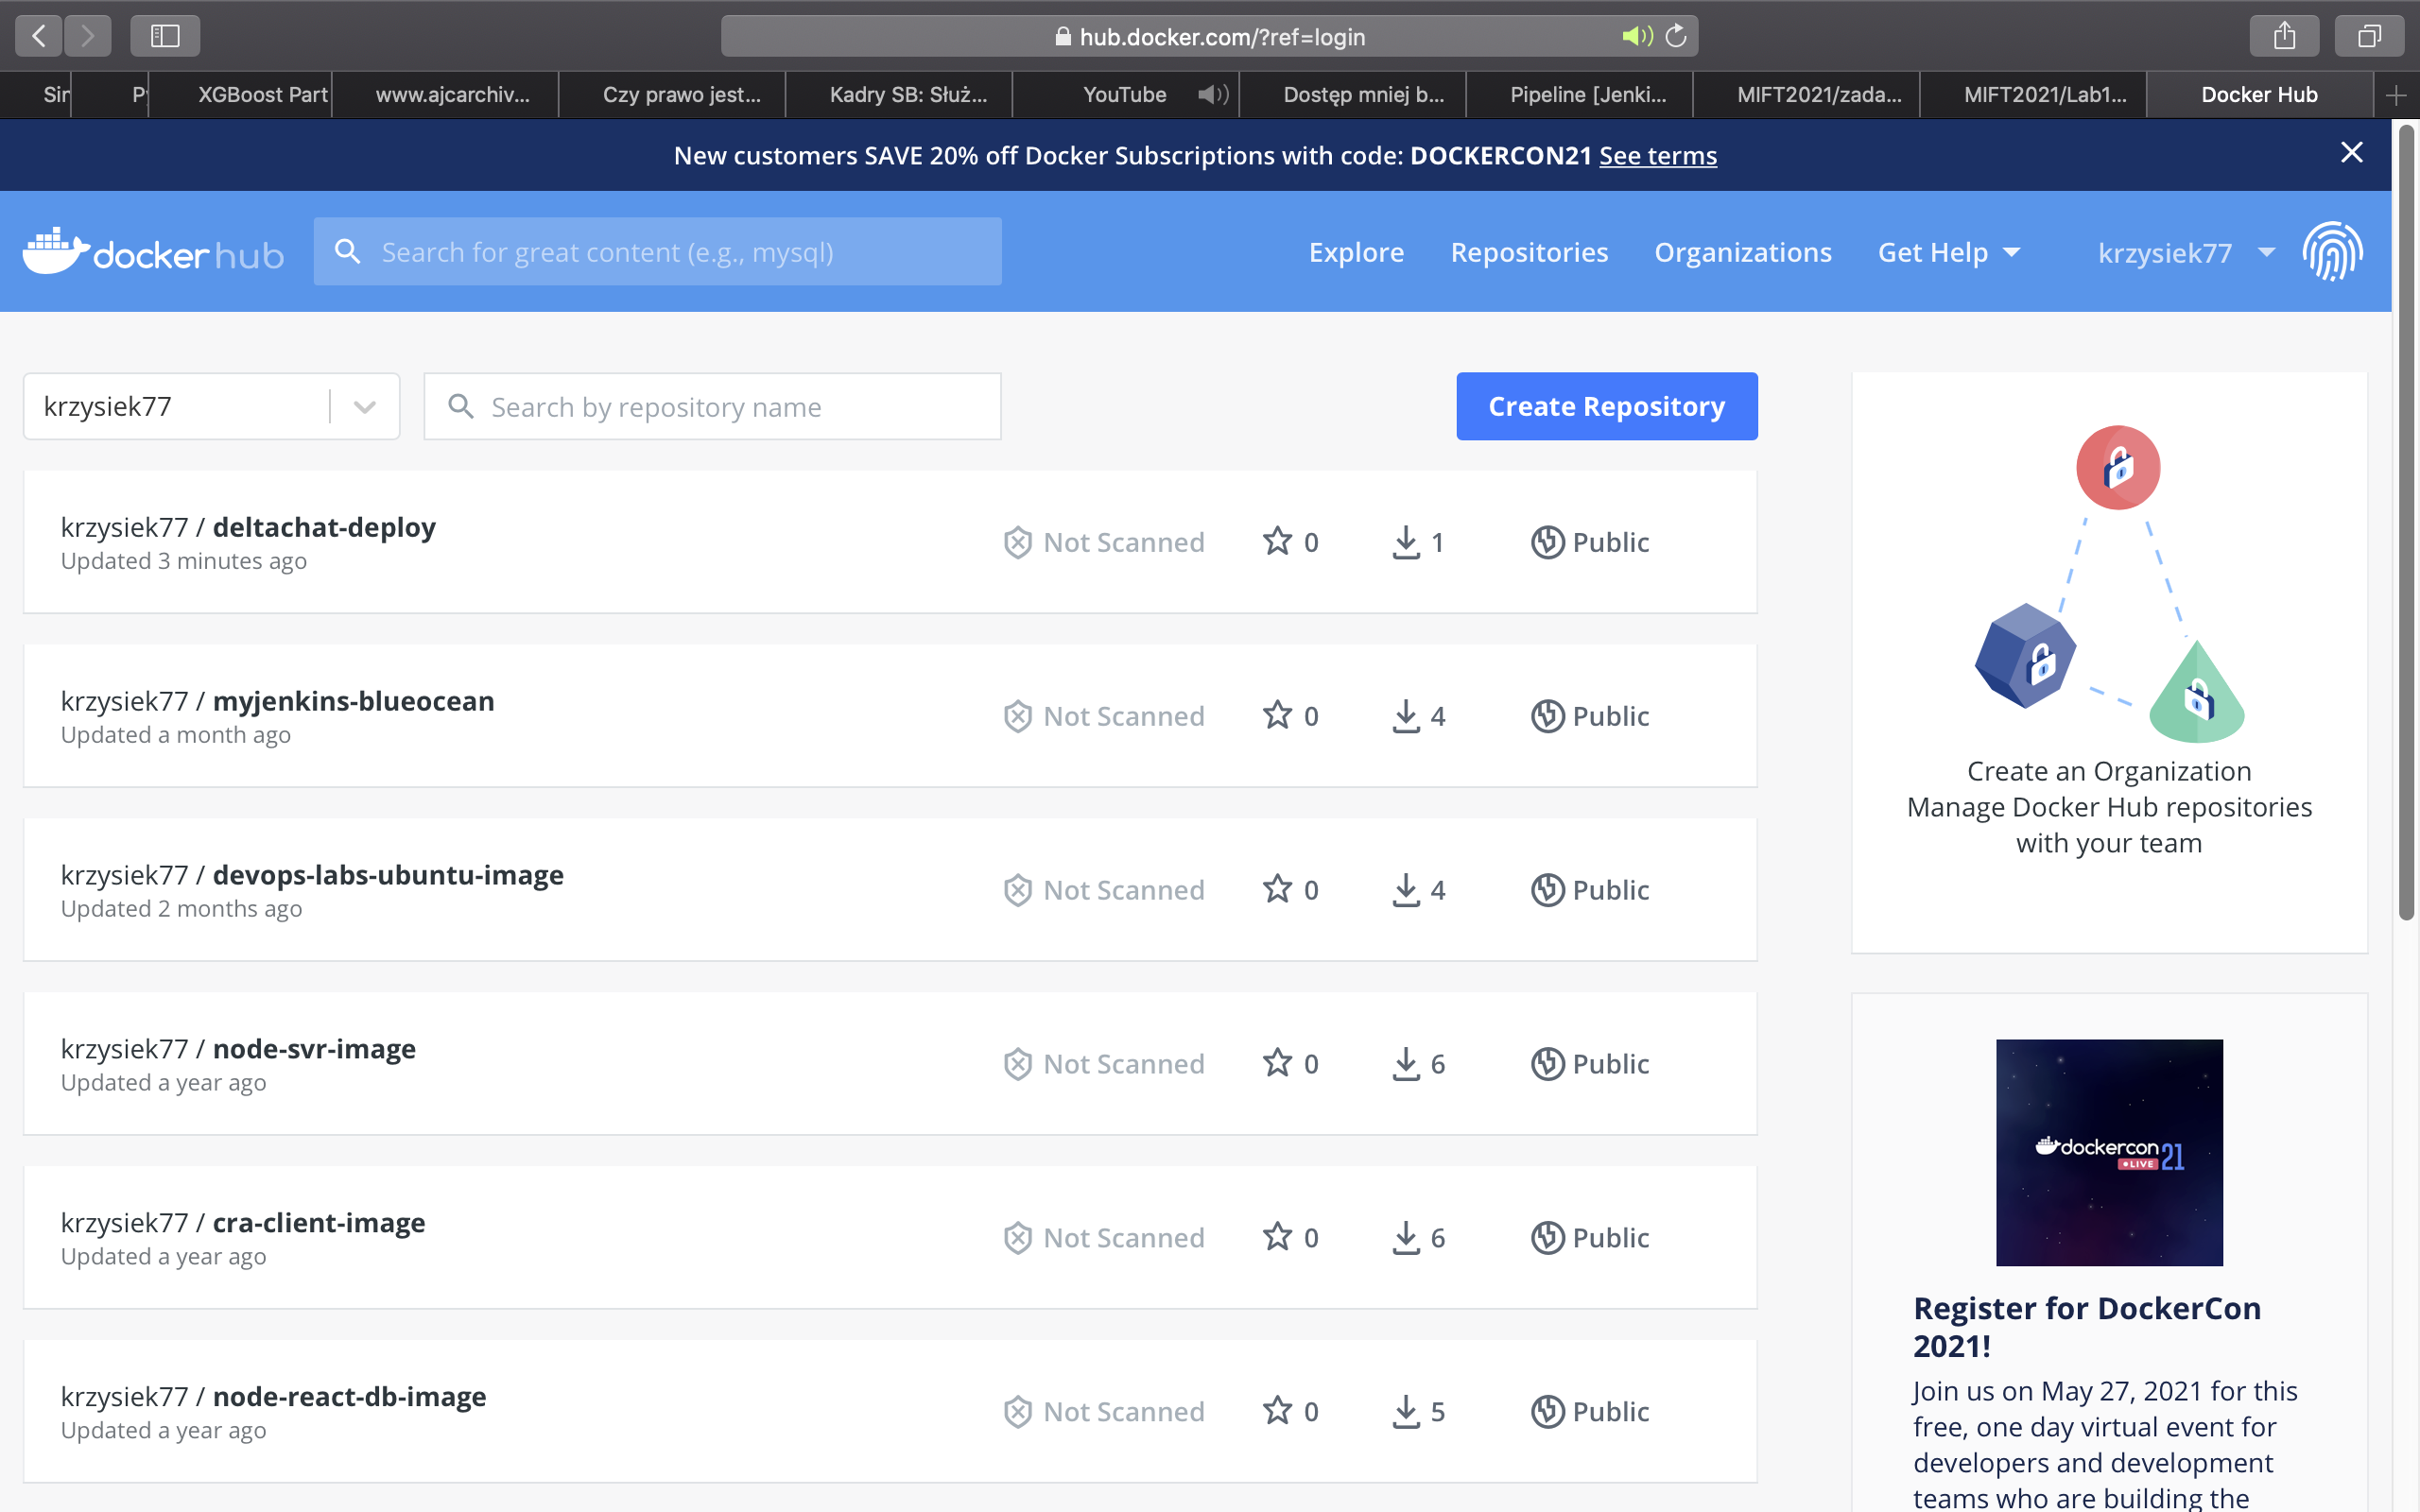 hub.docker.com/?ref=login
XGBoost Part
www.ajcarchiv...
Czy prawo jest...
Kadry SB: Służ...
YouTube
Dostęp mniej b...
Pipeline [Jenki...
MIFT2021/zada...
MIFT2021/Lab1...
Docker Hub
New customers SAVE 20% off Docker Subscriptions with code: DOCKERCON21 See terms
docker hub
Search for great content (e.g., mysql)
Explore
Repositories
Organizations
Get Help
krzysiek77
krzysiek77
Search by repository name
Create Repository
krzysiek77 / deltachat-deploy
Updated 3 minutes ago
Not Scanned 0 1 Public
krzysiek77 / myjenkins-blueocean
Updated a month ago
Not Scanned 0 4 Public
krzysiek77 / devops-labs-ubuntu-image
Updated 2 months ago
Not Scanned 0 4 Public
krzysiek77 / node-svr-image
Updated a year ago
Not Scanned 0 6 Public
krzysiek77 / cra-client-image
Updated a year ago
Not Scanned 0 6 Public
krzysiek77 / node-react-db-image
Updated a year ago
Not Scanned 0 5 Public
Create an Organization
Manage Docker Hub repositories
with your team
dockercon
LIVE 21
Register for DockerCon
2021!
Join us on May 27, 2021 for this
free, one day virtual event for
developers and development
teams who are building the